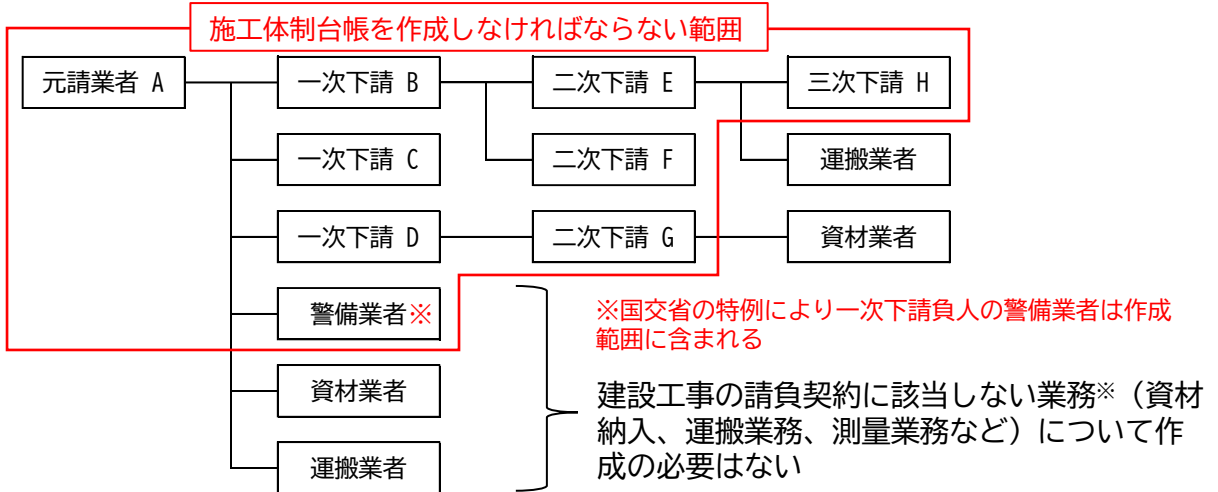 施工体制台帳を作成しなければならない範囲
元請業者 A
一次下請 B
二次下請 E
三次下請 H
一次下請 C
二次下請 F
運搬業者
一次下請 D
二次下請 G
資材業者
警備業者※
※国交省の特例により一次下請負人の警備業者は作成
範囲に含まれる
資材業者
建設工事の請負契約に該当しない業務※（資材
納入、運搬業務、測量業務など）について作
成の必要はない
運搬業者